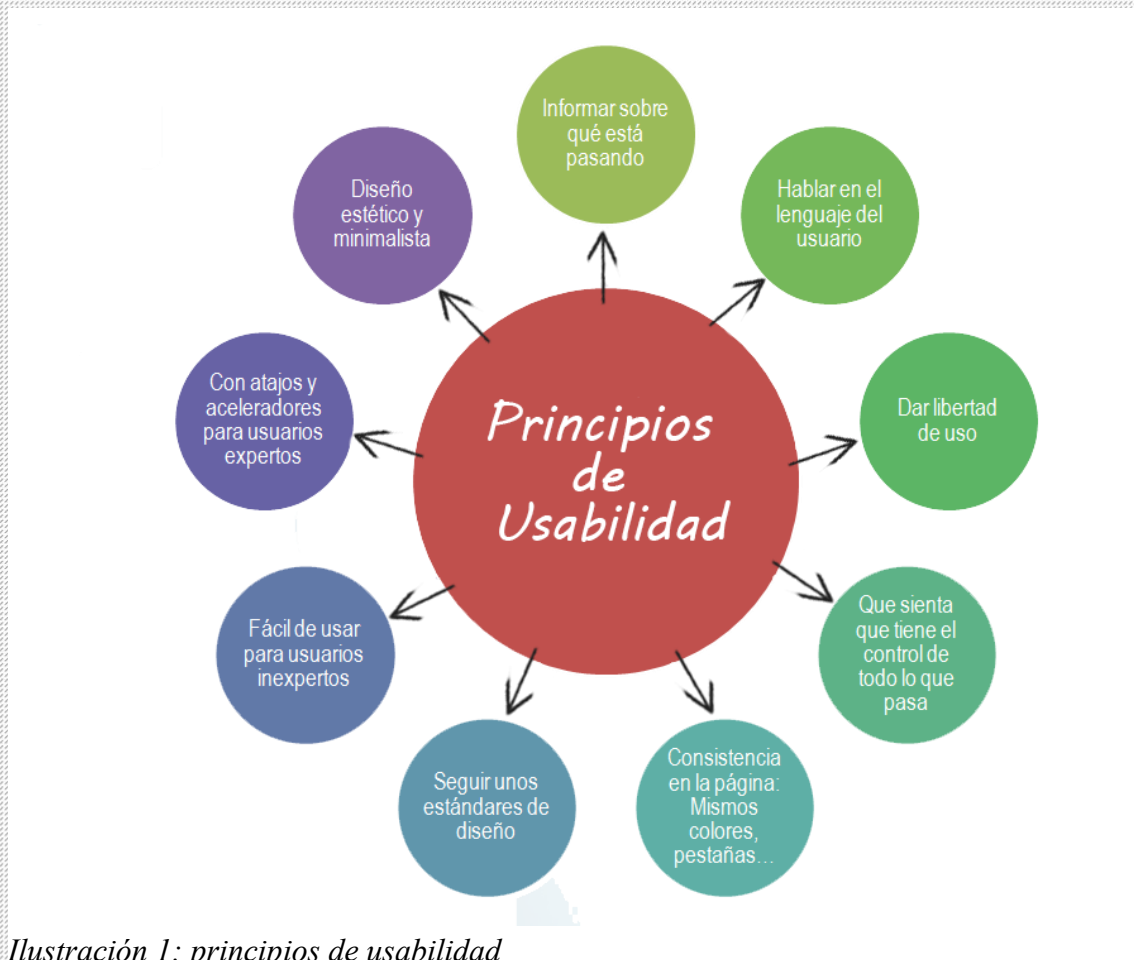 Informar sobre
qué está
pasando
Hablar en el
lenguaje del
usuario
Dar libertad
de uso
Que sienta
que tiene el
control de
todo lo que
pasa
Consistencia
en la página:
Mismos
colores,
pestañas...
Seguir unos
estándares de
diseño
Fácil de usar
para usuarios
inexpertos
Con atajos y
aceleradores
para usuarios
expertos
Diseño
estético y
minimalista
Principios
de
Usabilidad
Ilustración 1: principios de usabilidad